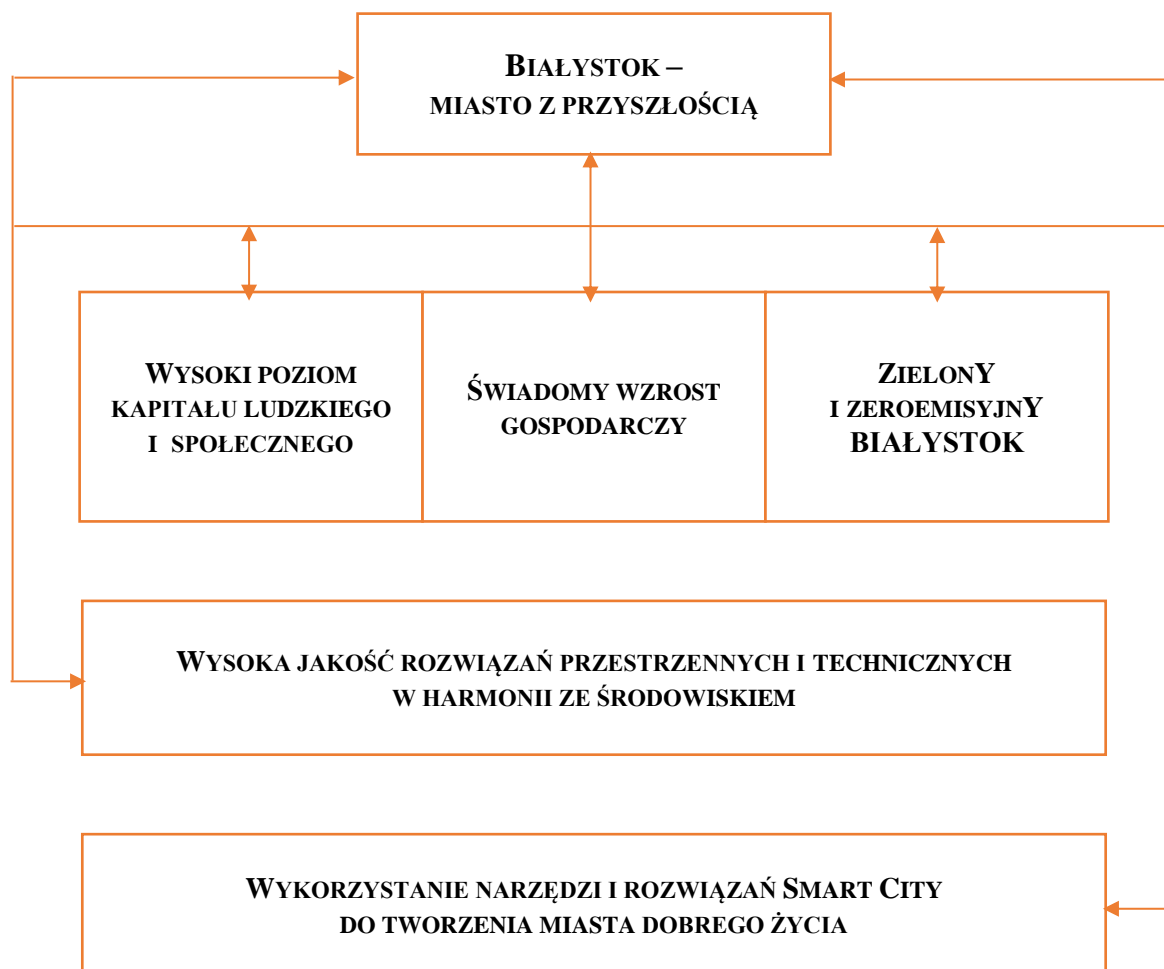 BIAŁYSTOK –
MIASTO Z PRZYSZŁOŚCIĄ
WYSOKI POZIOM
KAPITAŁU LUDZKIEGO
I SPOŁECZNEGO
ŚWIADOMY WZROST
GOSPODARCZY
ZIELONY
I ZEROEMISYJNY
BIAŁYSTOK
WYSOKA JAKOŚĆ ROZWIĄZAŃ PRZESTRZENNYCH I TECHNICZNYCH
W HARMONII ZE ŚRODOWISKIEM
WYKORZYSTANIE NARZĘDZI I ROZWIĄZAŃ SMART CITY
DO TWORZENIA MIASTA DOBREGO ŻYCIA